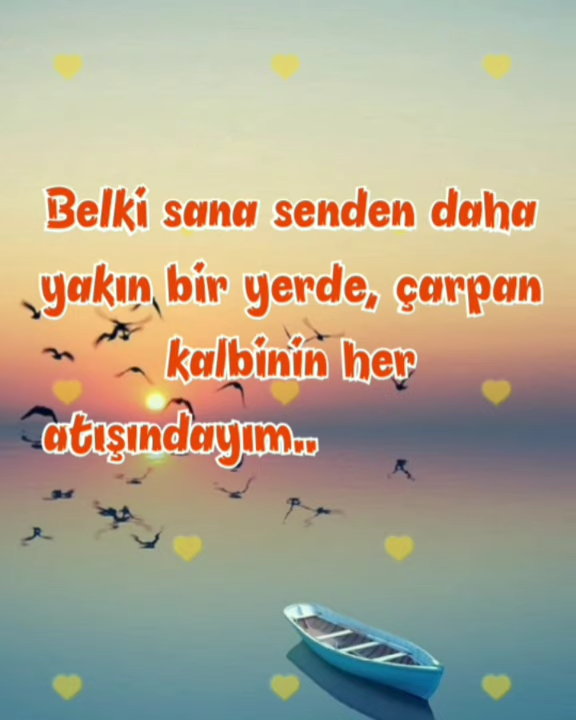 Belki sana senden daha
yakın bir yerde, çarpan
kalbinin her
atışındayım..